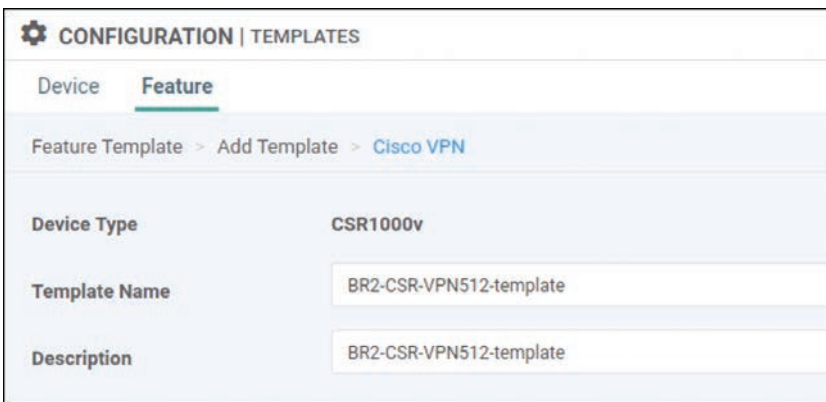 CONFIGURATION | TEMPLATES
Device Feature
Feature Template > Add Template > Cisco VPN
Device Type CSR1000v
Template Name BR2-CSR-VPN512-template
Description BR2-CSR-VPN512-template